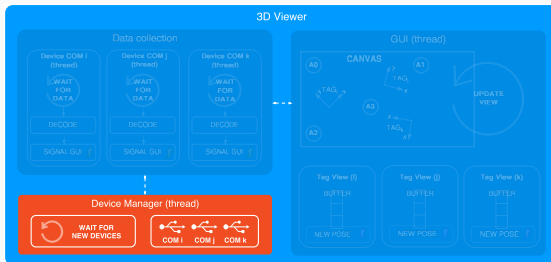 3D Viewer
Data collection
Device COM i
(thread)
WAIT
FOR
DATA
DECODE
SIGNAL GUI
Device COM j
(thread)
WAIT
FOR
DATA
DECODE
SIGNAL GUI
Device COM k
(thread)
WAIT
FOR
DATA
DECODE
SIGNAL GUI
GUI (thread)
CANVAS
A0
A1
A2
A3
TAG
TAG
TAG
UPDATE
VIEW
Tag View (i)
BUFFER
NEW POSE
Tag View (j)
BUFFER
NEW POSE
Tag View (k)
BUFFER
NEW POSE
Device Manager (thread)
WAIT FOR
NEW DEVICES
COM i COM j COM k